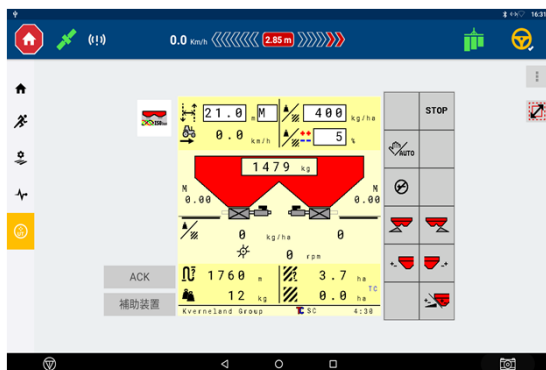 16:31
0.0 Km/h 2.85 m
21.0 m M 400 kg/ha
0.0 km/h 5 %
STOP
AUTO
1479 kg
N N
0.00 0.00
0 kg/ha 0
0 rpm
ACK
1760 m 3.7 ha
TC
補助装置
12 kg 0.0 ha
Kverneland Group TC SC 4:30